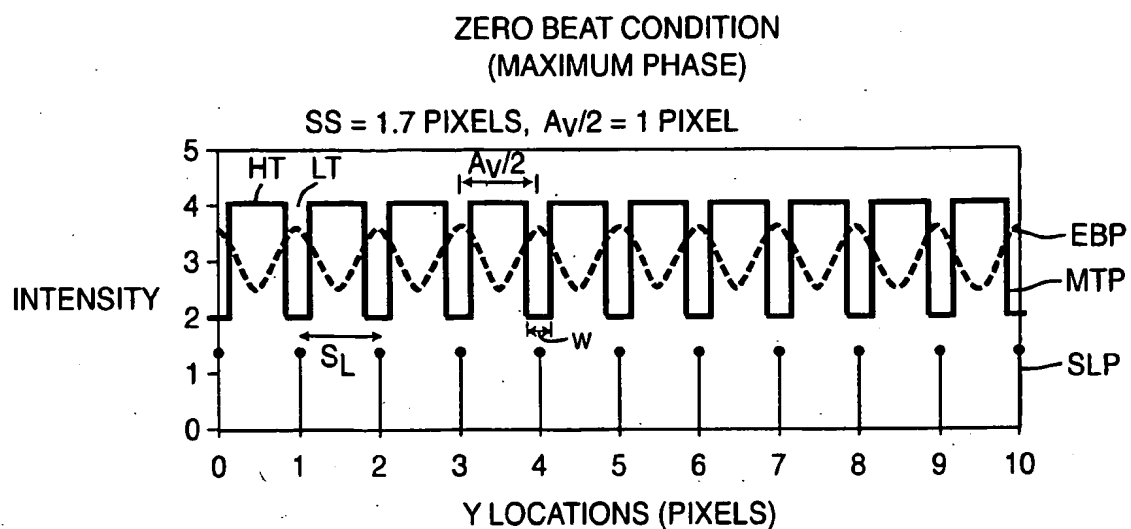 ZERO BEAT CONDITION
(MAXIMUM PHASE)
SS = 1.7 PIXELS, AV/2 = 1 PIXEL
5
4
3
2
1
0
INTENSITY
HT
LT
AV/2
EBP
MTP
SLP
SL
W
0 1 2 3 4 5 6 7 8 9 10
Y LOCATIONS (PIXELS)